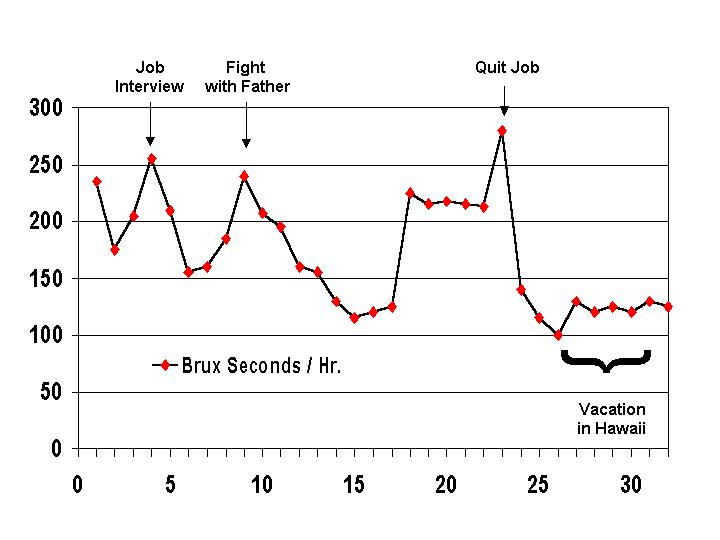 Job
Interview
Fight
with Father
Quit Job
300
250
200
150
100
50
0
Brux Seconds / Hr.
Vacation
in Hawaii
0 5 10 15 20 25 30